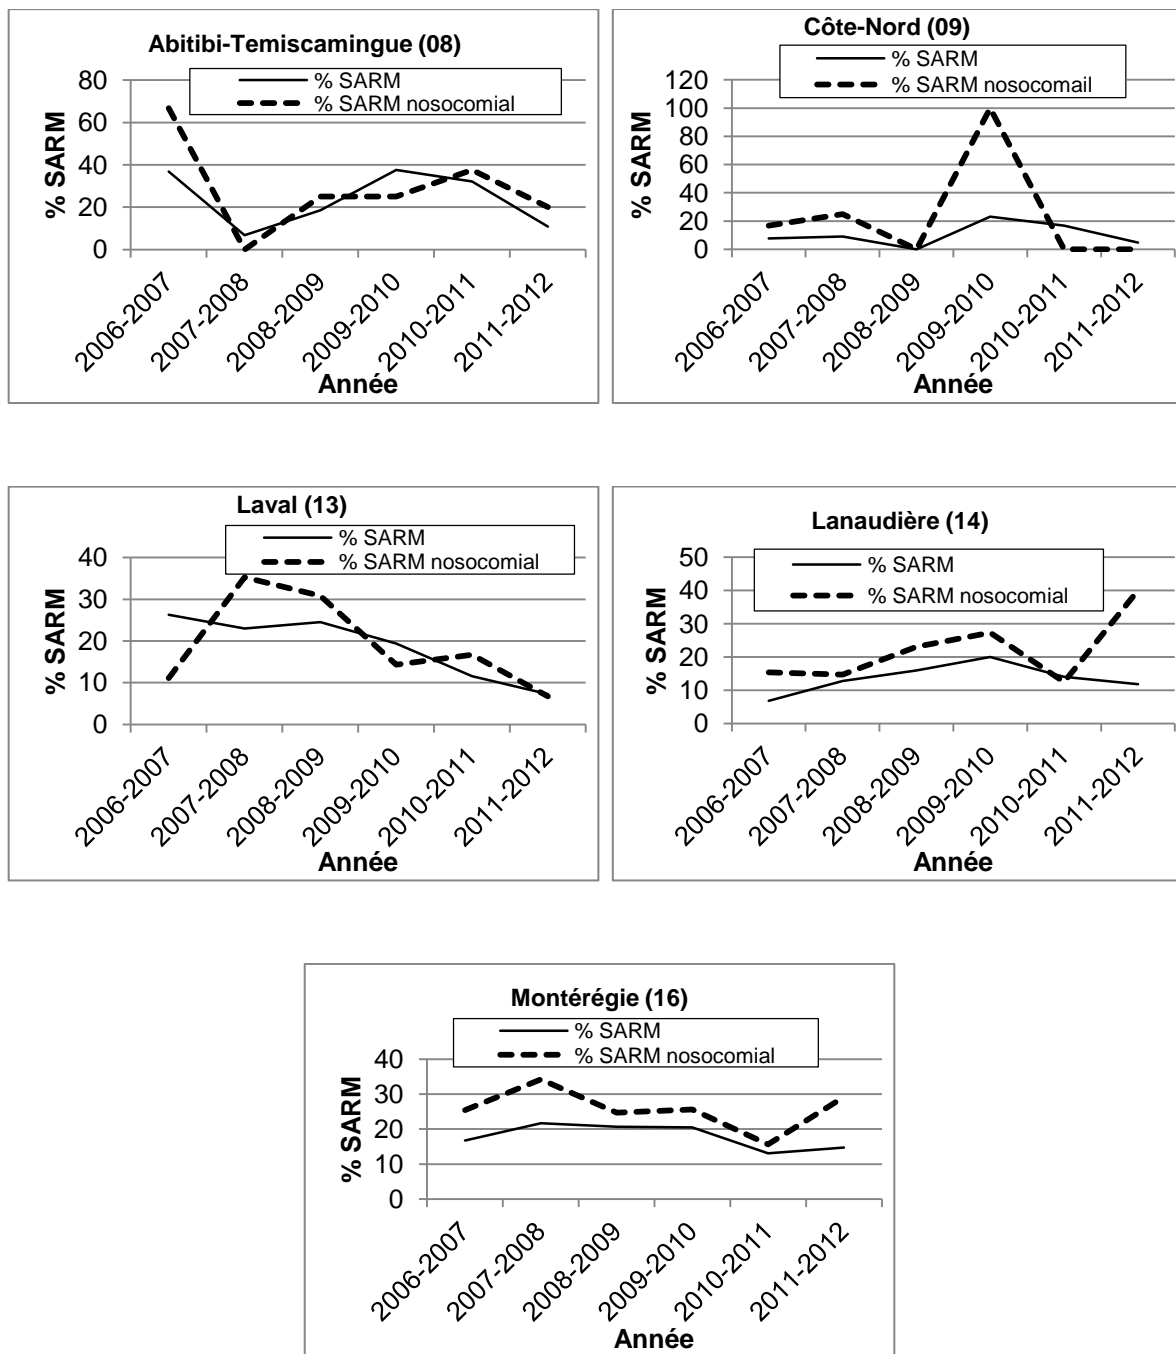 Abitibi-Temiscamingue (08)
% SARM
% SARM nosocomial
80
60
40
20
0
% SARM
2006-2007
2007-2008
2008-2009
2009-2010
2010-2011
2011-2012
Année
Côte-Nord (09)
% SARM
% SARM nosocomail
120
100
80
60
40
20
0
% SARM
2006-2007
2007-2008
2008-2009
2009-2010
2010-2011
2011-2012
Année
Laval (13)
% SARM
% SARM nosocomial
40
30
20
10
0
% SARM
2006-2007
2007-2008
2008-2009
2009-2010
2010-2011
2011-2012
Année
Lanaudière (14)
% SARM
% SARM nosocomial
50
40
30
20
10
0
% SARM
2006-2007
2007-2008
2008-2009
2009-2010
2010-2011
2011-2012
Année
Montérégie (16)
% SARM
% SARM nosocomial
40
30
20
10
0
% SARM
2006-2007
2007-2008
2008-2009
2009-2010
2010-2011
2011-2012
Année